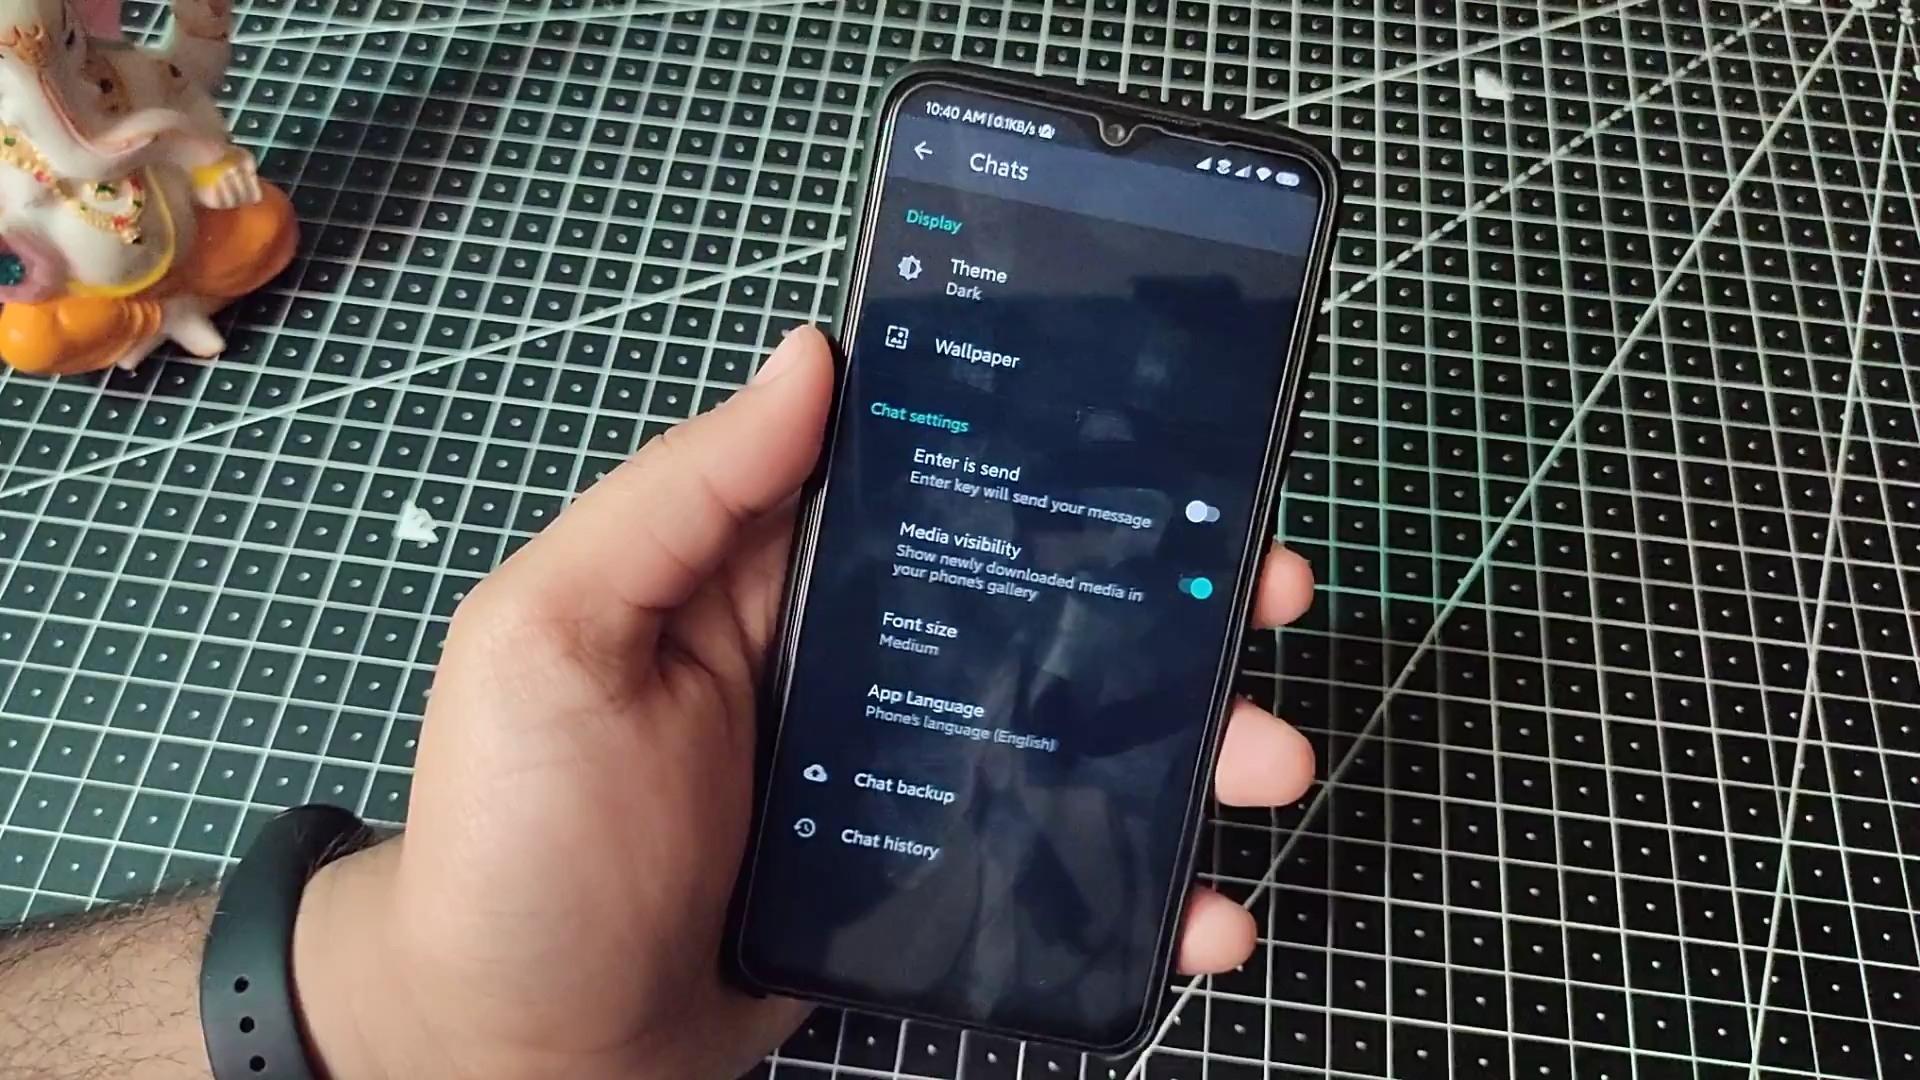 10:40 AM | 0.1KB/s
Chats
Display
Theme
Dark
Wallpaper
Chat settings
Enter is send
Enter key will send your message
Media visibility
Show newly downloaded media in
your phone's gallery
Font size
Medium
App Language
Phone's language (English)
Chat backup
Chat history